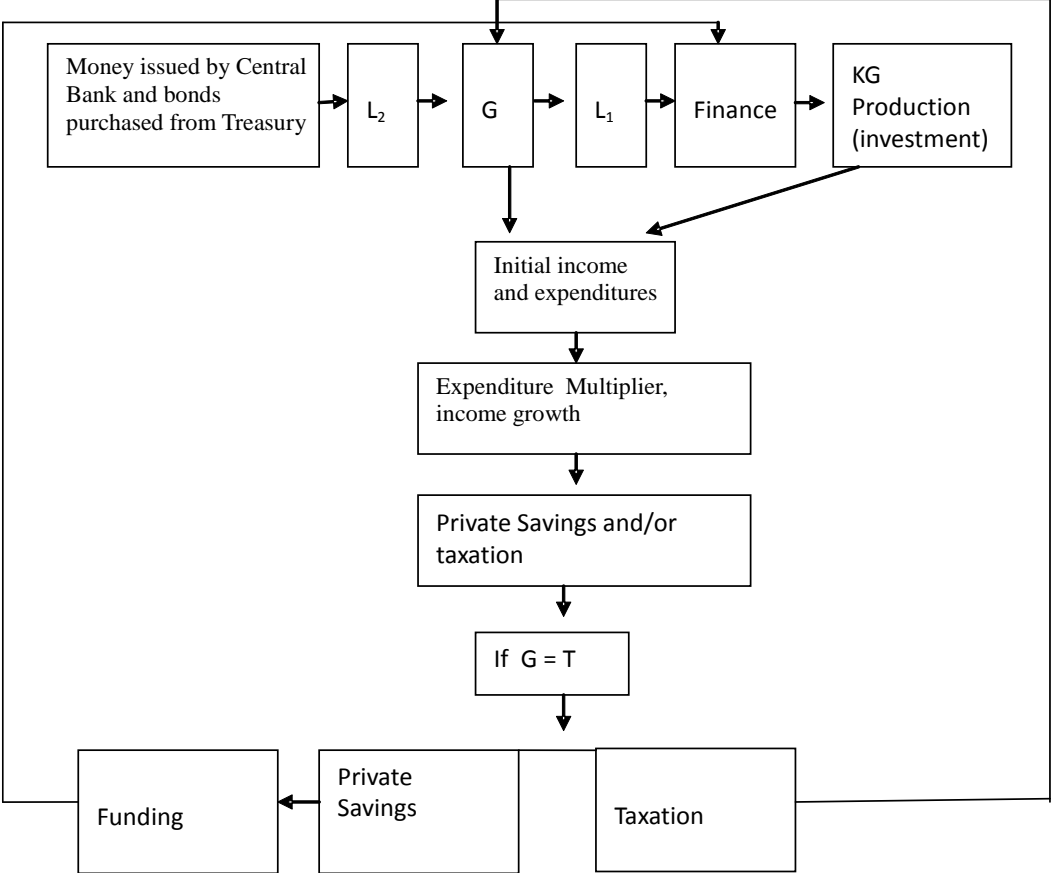 Money issued by Central
Bank and bonds
purchased from Treasury
L₂
G
L₁
Finance
KG
Production
(investment)
Initial income
and expenditures
Expenditure Multiplier,
income growth
Private Savings and/or
taxation
If G = T
Funding
Private
Savings
Taxation